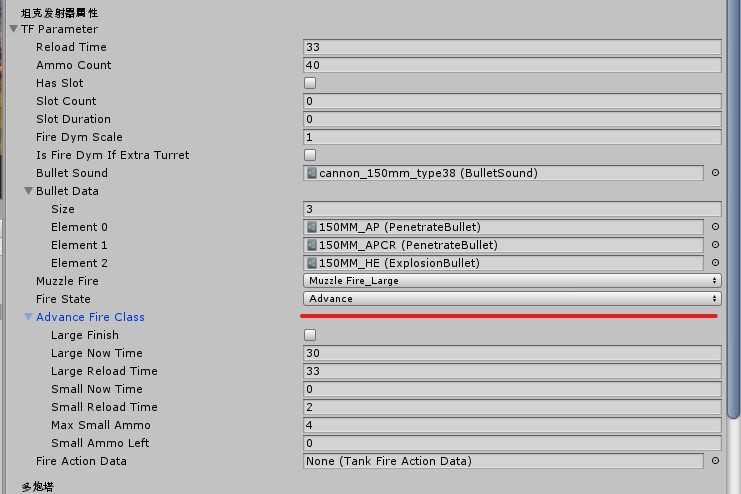 坦克发射器属性
TF Parameter
Reload Time 33
Ammo Count 40
Has Slot
Slot Count 0
Slot Duration 0
Fire Dym Scale 1
Is Fire Dym If Extra Turret
Bullet Sound cannon_150mm_type38 (BulletSound)
Bullet Data
Size 3
Element 0 150MM_AP (PenetrateBullet)
Element 1 150MM_APCR (PenetrateBullet)
Element 2 150MM_HE (ExplosionBullet)
Muzzle Fire Muzzle Fire_Large
Fire State Advance
Advance Fire Class
Large Finish
Large Now Time 30
Large Reload Time 33
Small Now Time 0
Small Reload Time 2
Max Small Ammo 4
Small Ammo Left 0
Fire Action Data None (Tank Fire Action Data)
多炮塔